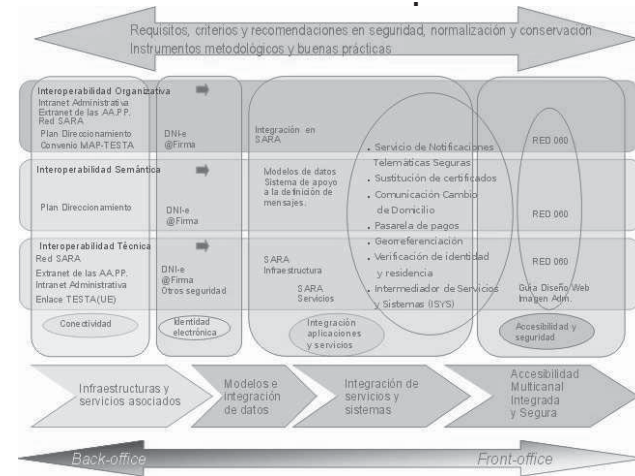 Requisitos, criterios y recomendaciones en seguridad, normalización y conservación
Instrumentos metodológicos y buenas prácticas
Interoperabilidad Organizativa
Intranet Administrativa
Extranet de las AA.PP.
Red SARA
Plan Direccionamiento
Convenio MAP-TESTA
DNI-e
@Firma
Integración en
SARA
RED 060
Interoperabilidad Semántica
Plan Direccionamiento
DNI-e
@Firma
Modelos de datos
Sistema de apoyo
a la definición de
mensajes.
RED 060
Interoperabilidad Técnica
Red SARA
Extranet de las AA.PP.
Intranet Administrativa
Enlace TESTA(UE)
DNI-e
@Firma
Otros seguridad
SARA
Infraestructura
SARA
Servicios
. Servicio de Notificaciones
Telemáticas Seguras
. Sustitución de certificados
. Comunicación Cambio
de Domicilio
. Pasarela de pagos
. Georreferenciación
. Verificación de identidad
y residencia
. Intermediador de Servicios
y Sistemas (ISYS)
RED 060
Guia Diseño Web
Imagen Adm.
Conectividad
Identidad
electrónica
Integración
aplicaciones
y servicios
Accesibilidad y
seguridad
Infraestructuras y
servicios asociados
Modelos e
integración
de datos
Integración de
servicios y
sistemas
Accesibilidad
Multicanal
Integrada
y Segura
Back-office
Front-office